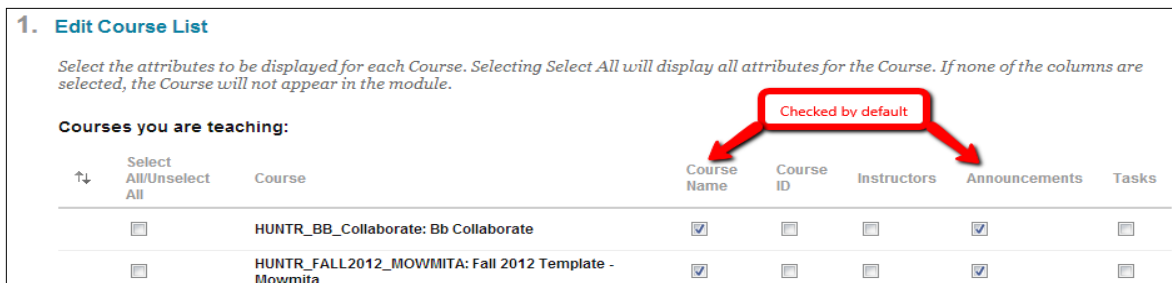 1. Edit Course List
Select the attributes to be displayed for each Course. Selecting Select All will display all attributes for the Course. If none of the columns are
selected, the Course will not appear in the module.
Checked by default
Courses you are teaching:
Select All/Unselect All Course Course Name Course ID Instructors Announcements Tasks
HUNTR_BB_Collaborate: Bb Collaborate
HUNTR_FALL2012_MOWMITA: Fall 2012 Template -
Mowmita